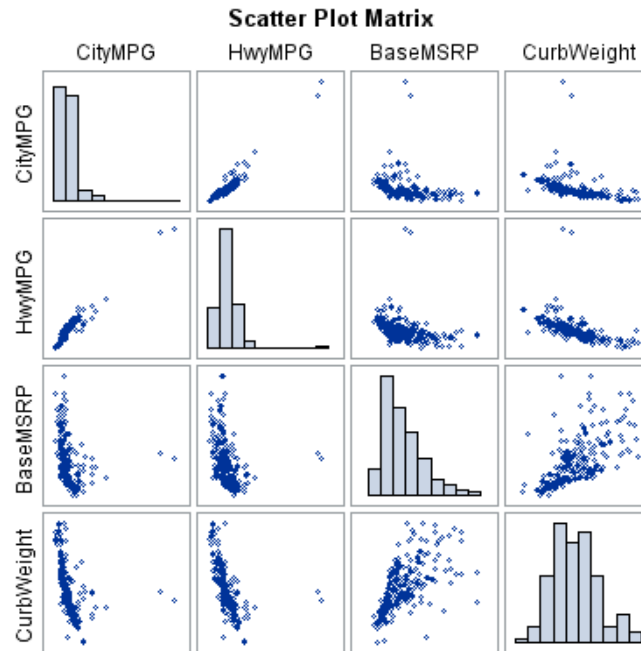 Scatter Plot Matrix
CityMPG HwyMPG BaseMSRP CurbWeight
CityMPG
HwyMPG
BaseMSRP
CurbWeight